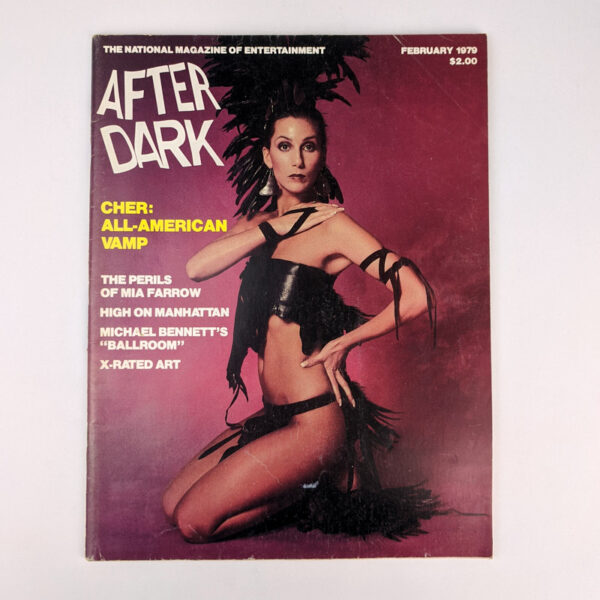 THE NATIONAL MAGAZINE OF ENTERTAINMENT
FEBRUARY 1979
$2.00
AFTER
DARK
CHER:
ALL-AMERICAN
VAMP
THE PERILS
OF MIA FARROW
HIGH ON MANHATTAN
MICHAEL BENNETT'S
“BALLROOM”
X-RATED ART